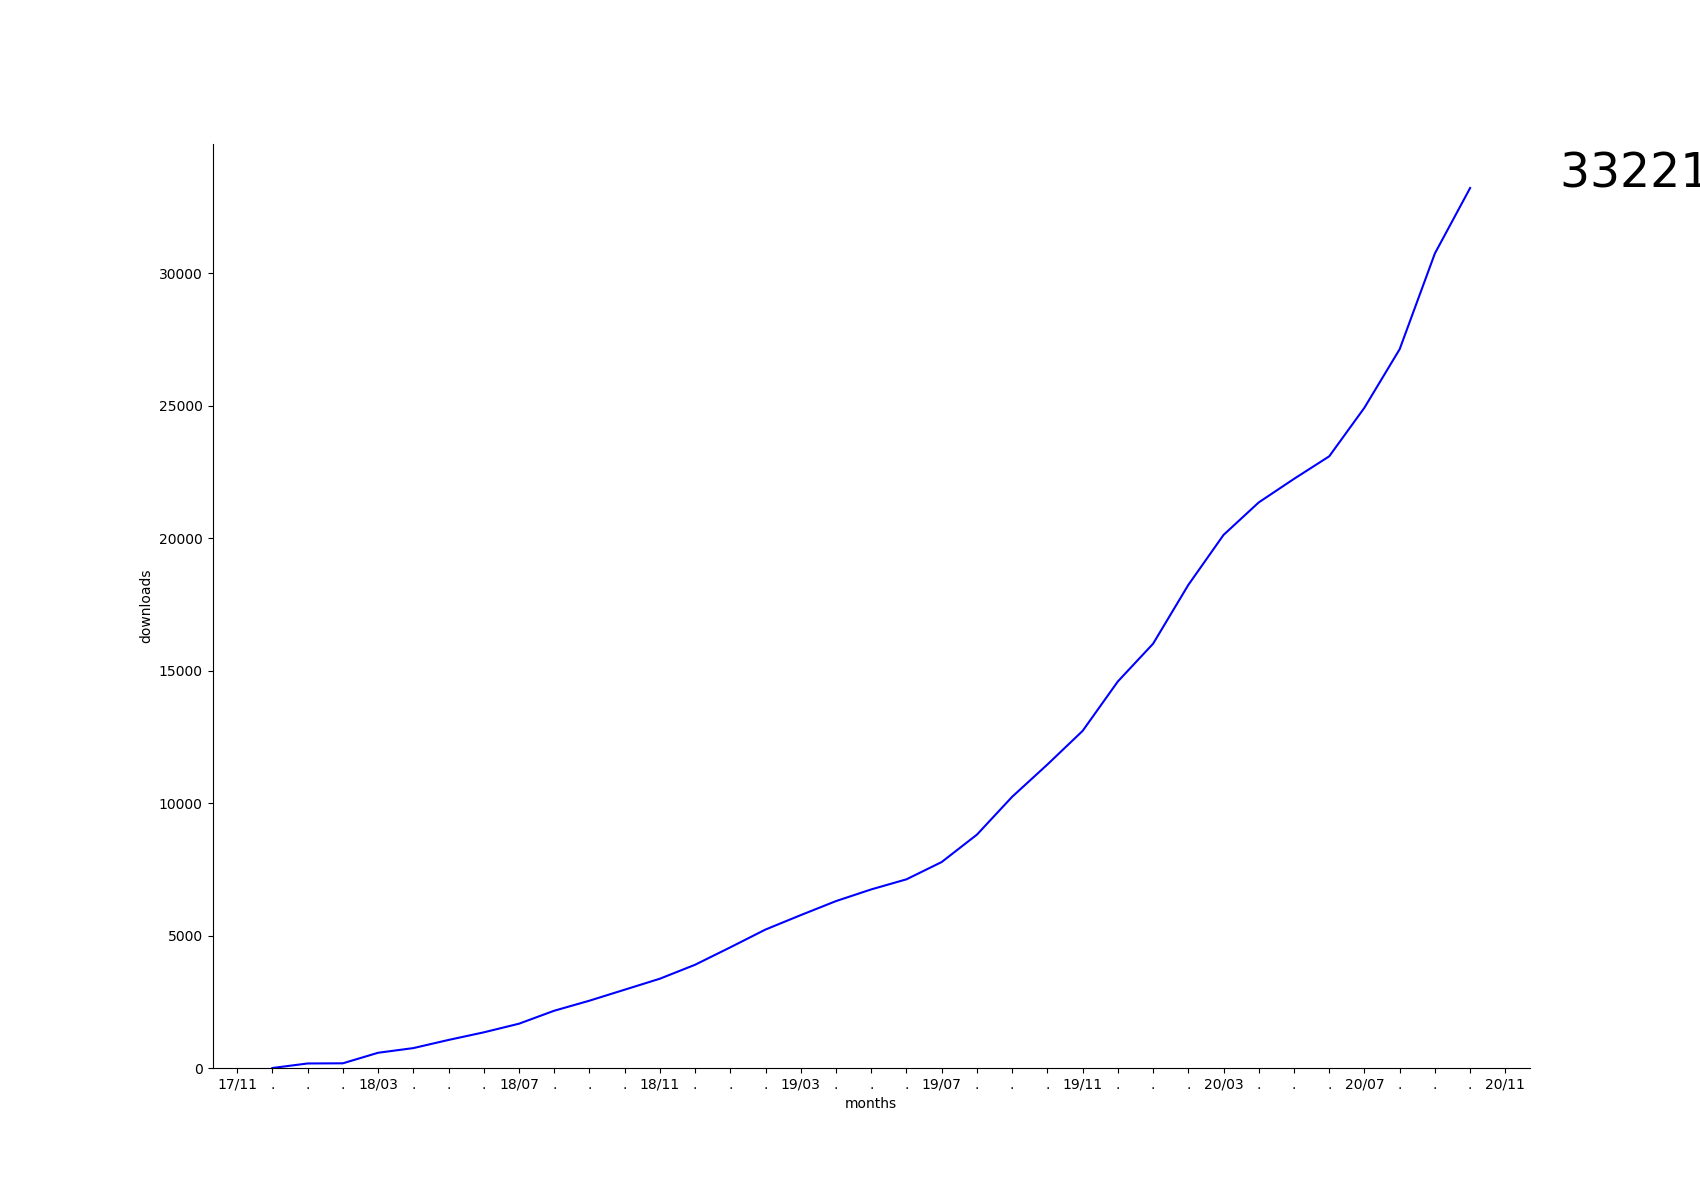 33221
30000
25000
20000
15000
10000
5000
0
downloads
17/11 . . . 18/03 . . . 18/07 . . . 18/11 . . . 19/03 . . . 19/07 . . . 19/11 . . . 20/03 . . . 20/07 . . . 20/11
months